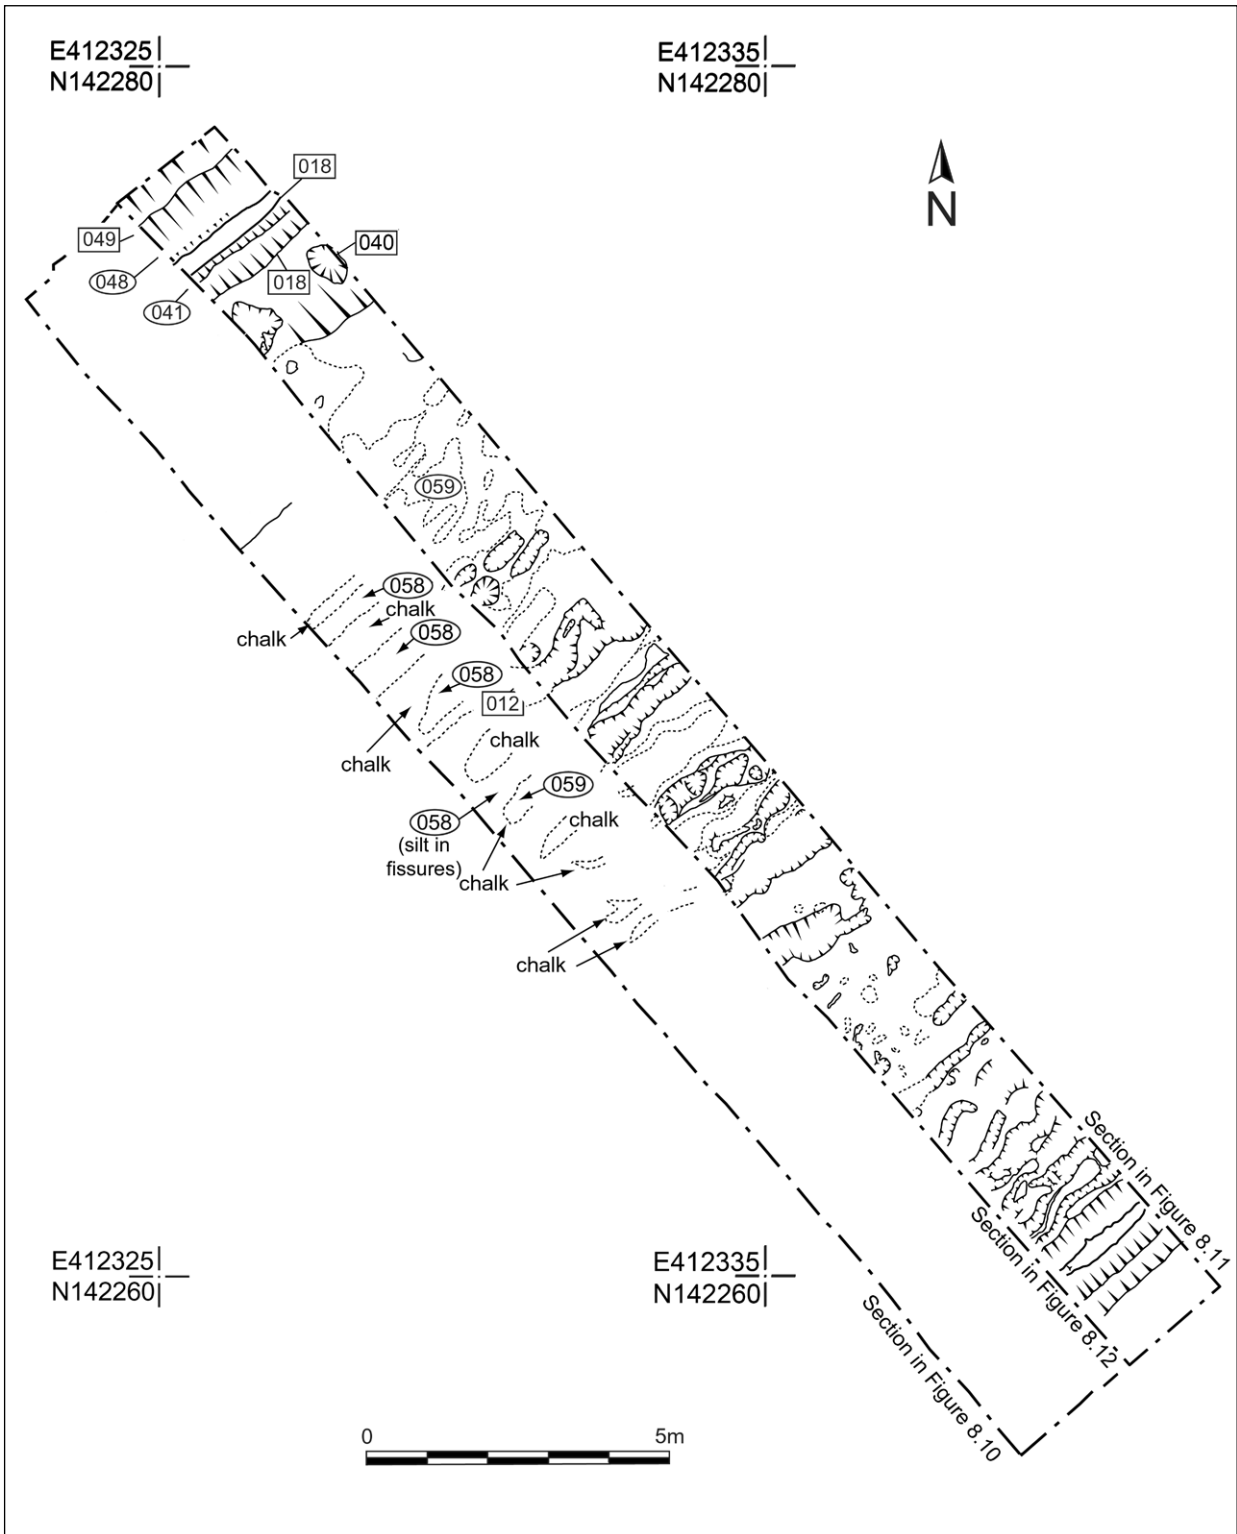 E412325
N142280
E412335
N142280
N
018
049
048
018
040
041
059
058
chalk
chalk
058
058
012
chalk
chalk
059
058
(silt in
fissures)
chalk
chalk
chalk
Section in Figure 8.11
Section in Figure 8.12
Section in Figure 8.10
E412325
N142260
E412335
N142260
0
5m